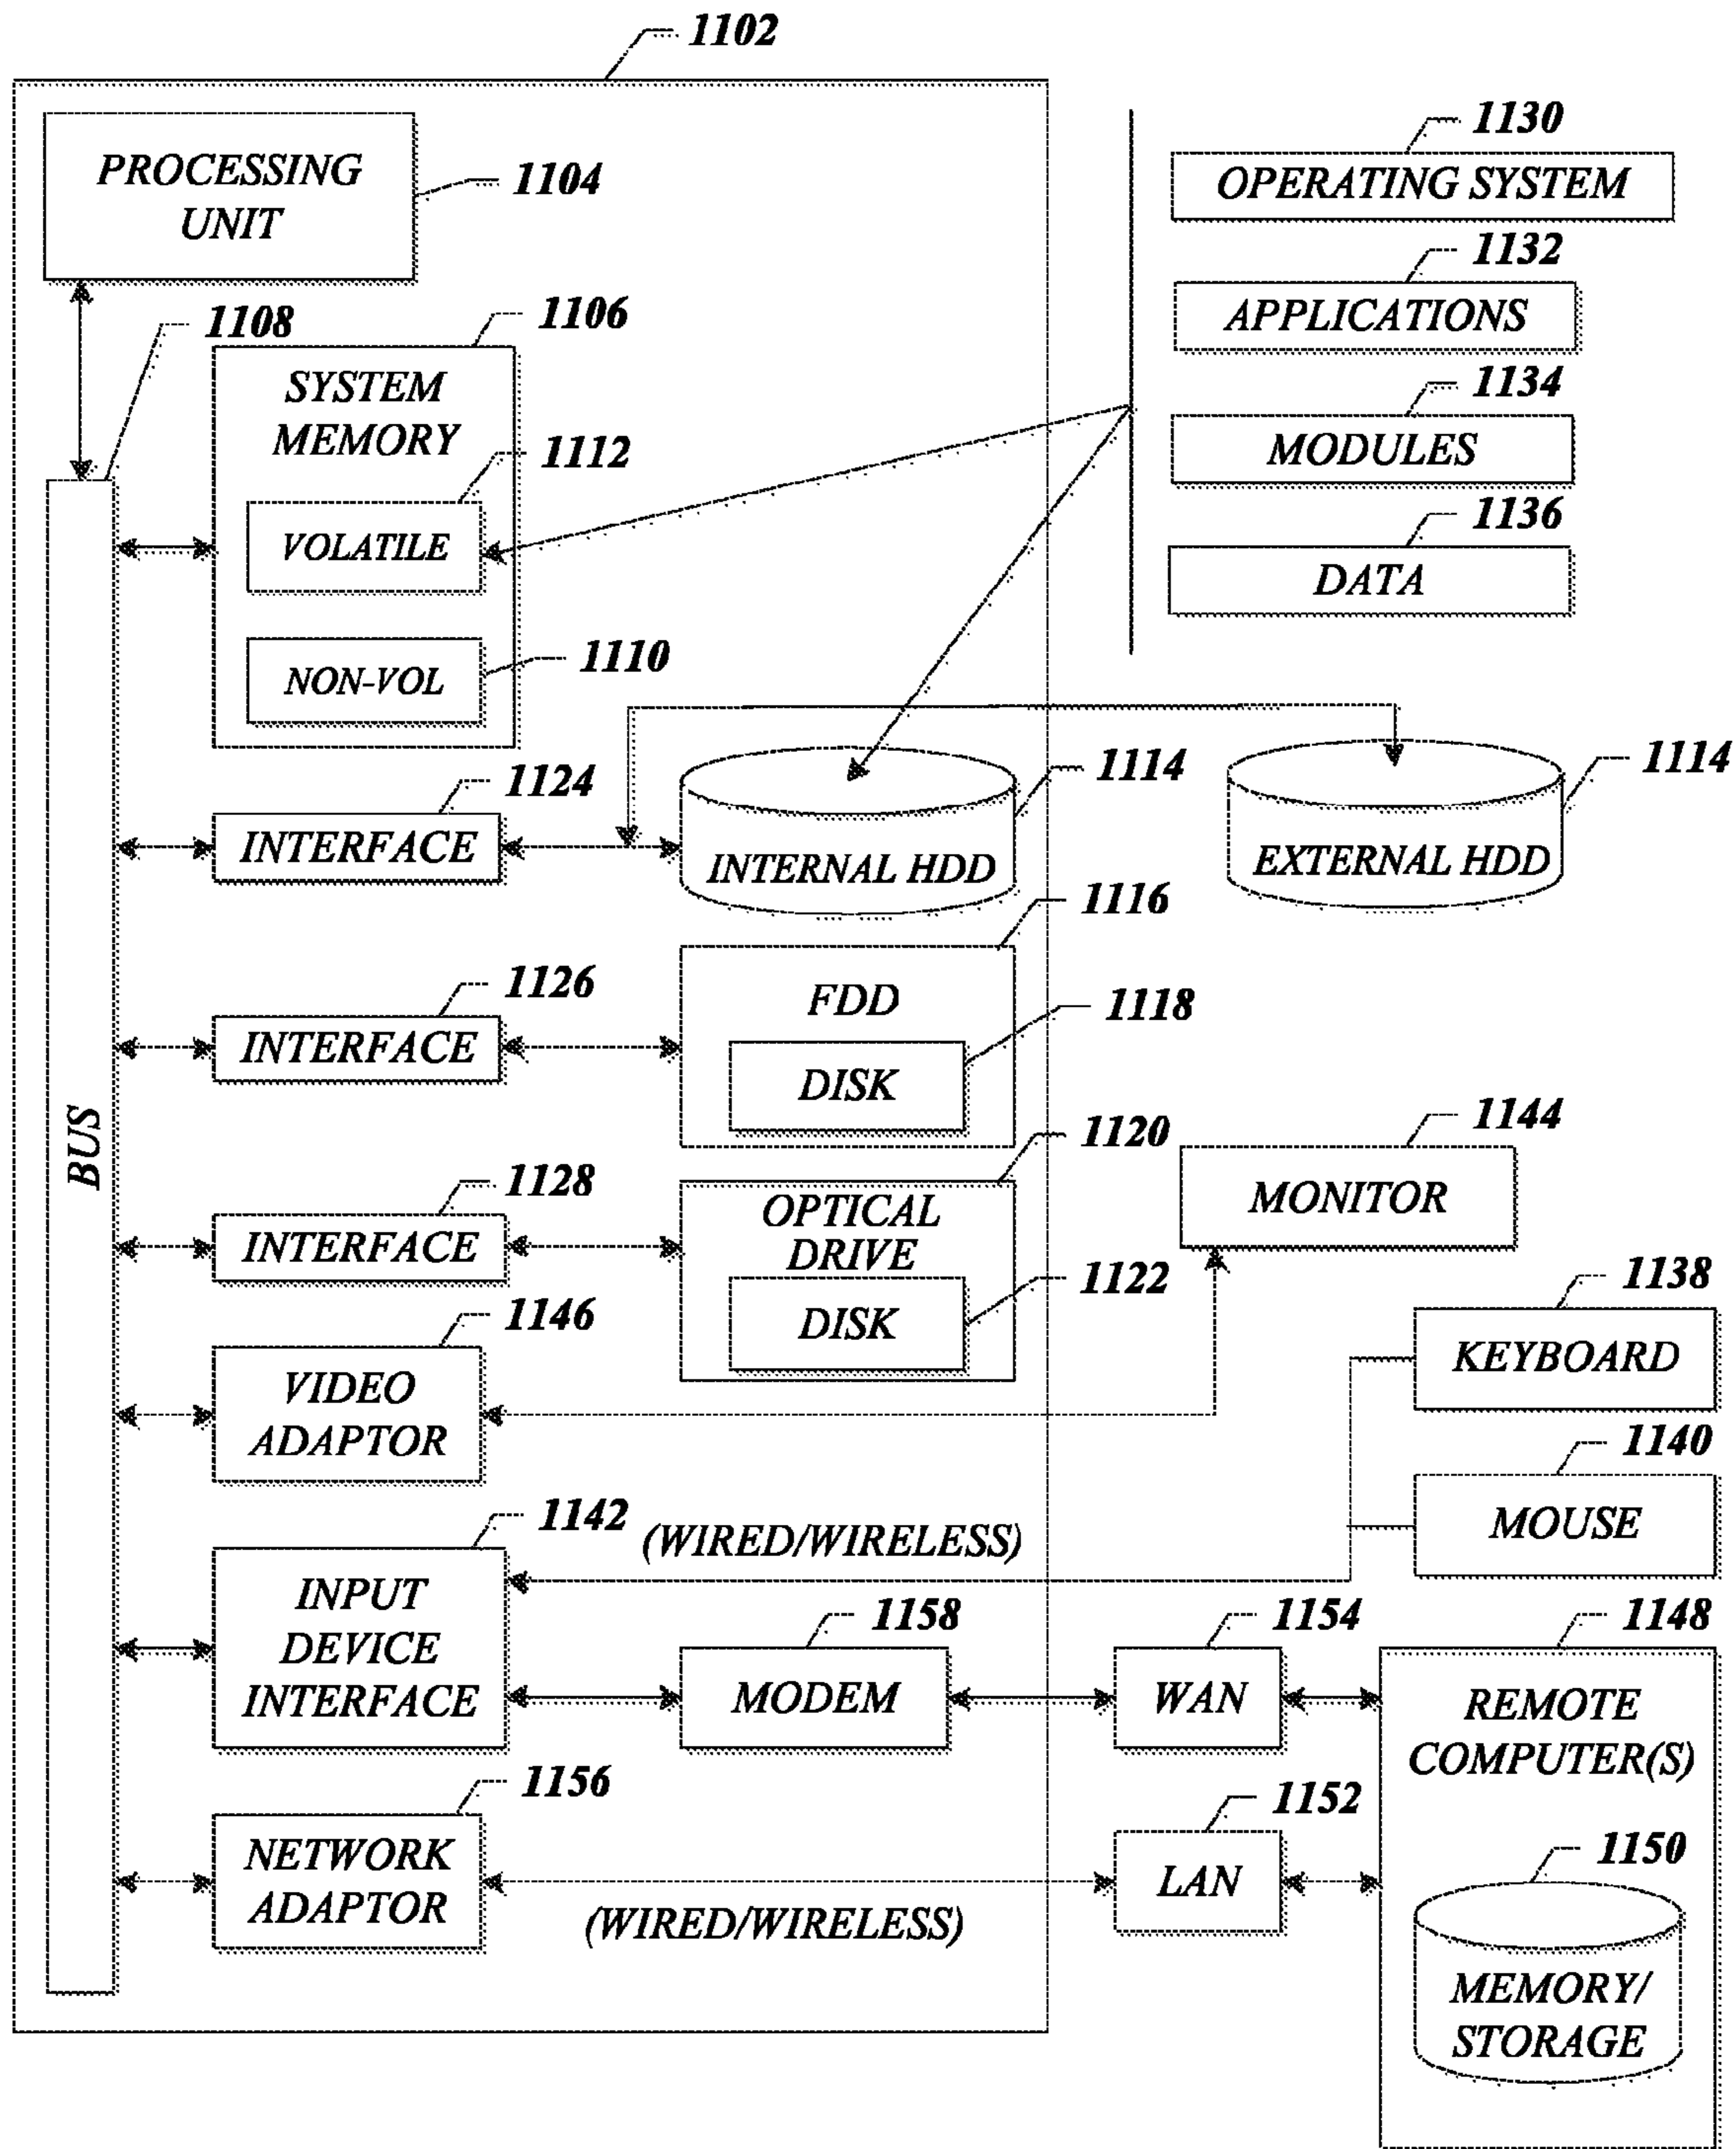 1102
PROCESSING
UNIT
1104
1130
OPERATING SYSTEM
1132
APPLICATIONS
1134
MODULES
1136
DATA
1108
1106
SYSTEM
MEMORY
1112
VOLATILE
1110
NON-VOL
BUS
1124
INTERFACE
1114
INTERNAL HDD
1114
EXTERNAL HDD
1116
FDD
1126
INTERFACE
1118
DISK
1120
OPTICAL
DRIVE
1128
INTERFACE
1122
DISK
1144
MONITOR
1146
VIDEO
ADAPTOR
1138
KEYBOARD
1140
MOUSE
1142
(WIRED/WIRELESS)
INPUT
DEVICE
INTERFACE
1158
MODEM
1154
WAN
1148
REMOTE
COMPUTER(S)
1156
NETWORK
ADAPTOR
(WIRED/WIRELESS)
1152
LAN
1150
MEMORY/
STORAGE